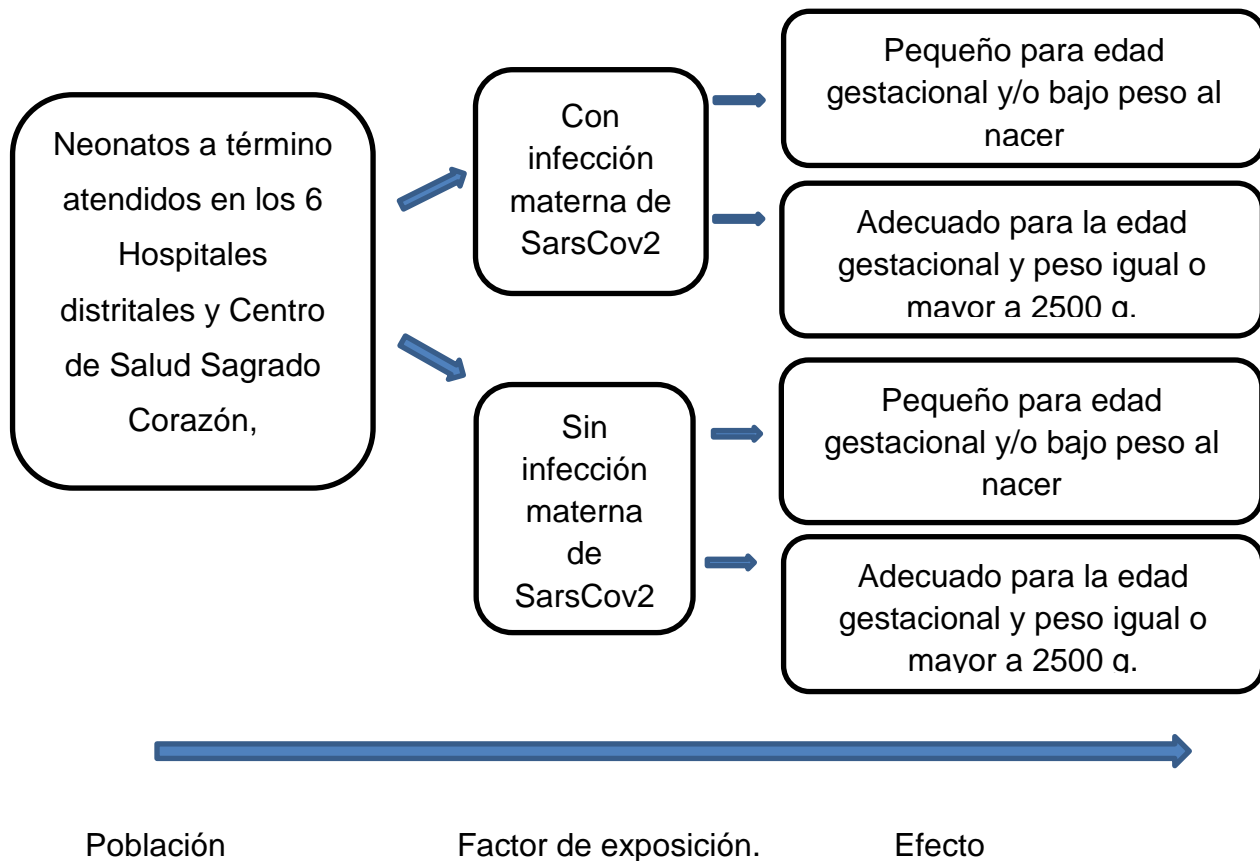 Neonatos a término
atendidos en los 6
Hospitales
distritales y Centro
de Salud Sagrado
Corazón,
Con
infección
materna de
SarsCov2
Pequeño para edad
gestacional y/o bajo peso al
nacer
Adecuado para la edad
gestacional y peso igual o
mayor a 2500 g.
Sin
infección
materna
de
SarsCov2
Pequeño para edad
gestacional y/o bajo peso al
nacer
Adecuado para la edad
gestacional y peso igual o
mayor a 2500 g.
Población
Factor de exposición.
Efecto